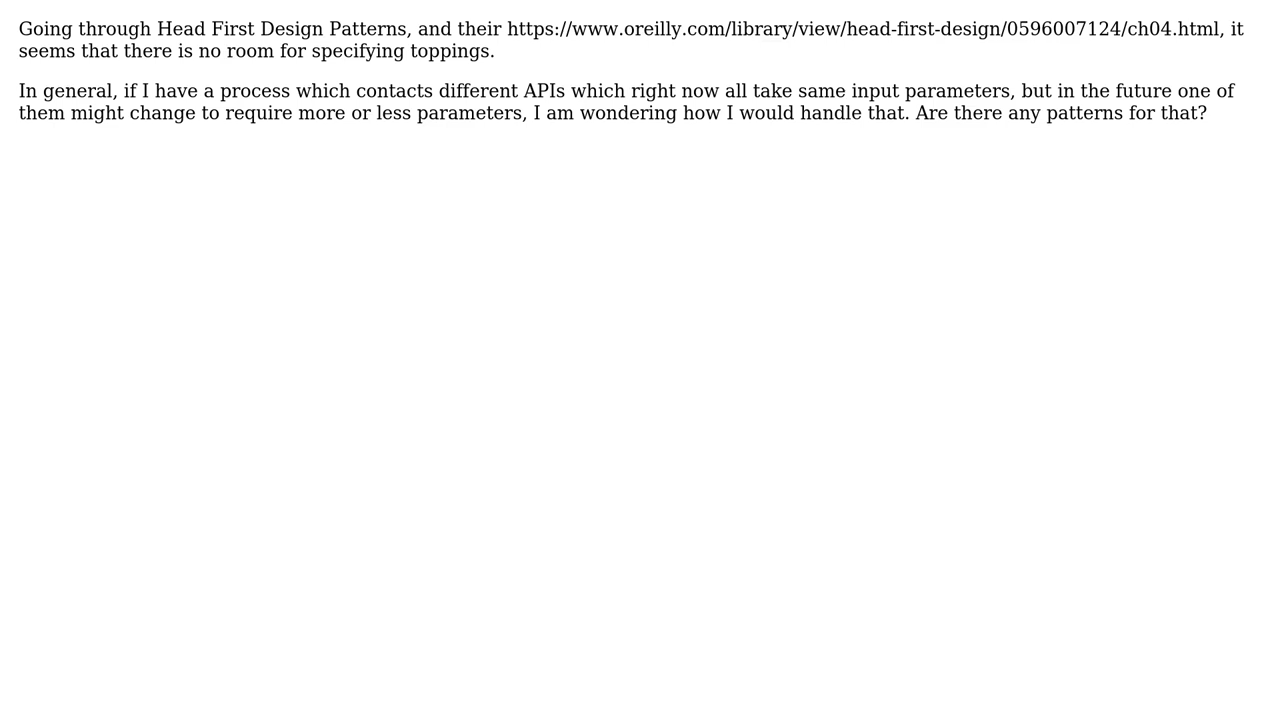 Going through Head First Design Patterns, and their https://www.oreilly.com/library/view/head-first-design/0596007124/ch04.html, it
seems that there is no room for specifying toppings.
In general, if I have a process which contacts different APIs which right now all take same input parameters, but in the future one of
them might change to require more or less parameters, I am wondering how I would handle that. Are there any patterns for that?